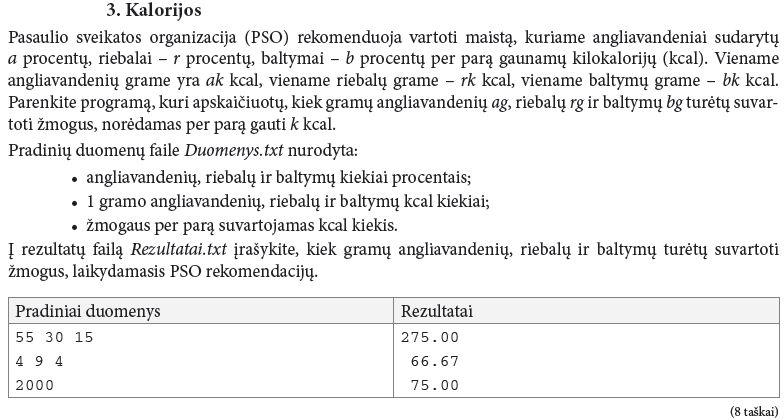 3. Kalorijos
Pasaulio sveikatos organizacija (PSO) rekomenduoja vartoti maistą, kuriame angliavandeniai sudarytų
a procentų, riebalai – r procentų, baltymai – b procentų per parą gaunamų kilokalorijų (kcal). Viename
angliavandenių grame yra ak kcal, viename riebalų grame – rk kcal, viename baltymų grame – bk kcal.
Parenkite programą, kuri apskaičiuotų, kiek gramų angliavandenių ag, riebalų rg ir baltymų bg turėtų suvar-
toti žmogus, norėdamas per parą gauti k kcal.
Pradinių duomenų faile Duomenys.txt nurodyta:
• angliavandenių, riebalų ir baltymų kiekiai procentais;
• 1 gramo angliavandenių, riebalų ir baltymų kcal kiekiai;
• žmogaus per parą suvartojamas kcal kiekis.
Į rezultatų failą Rezultatai.txt įrašykite, kiek gramų angliavandenių, riebalų ir baltymų turėtų suvartoti
žmogus, laikydamasis PSO rekomendacijų.
Pradiniai duomenys Rezultatai
55 30 15 275.00
4 9 4 66.67
2000 75.00
(8 taškai)